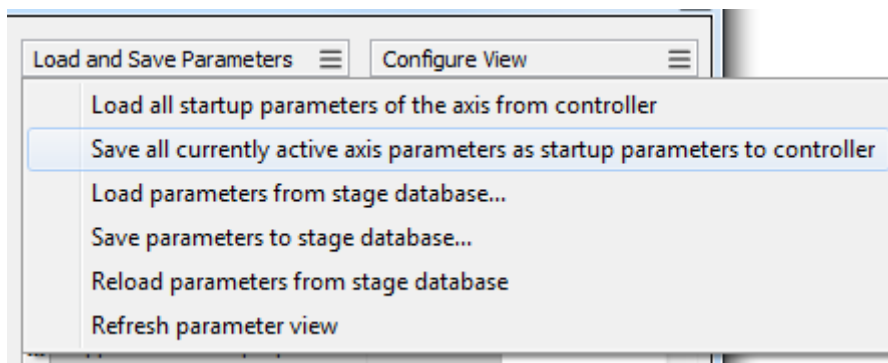 Load and Save Parameters Configure View
Load all startup parameters of the axis from controller
Save all currently active axis parameters as startup parameters to controller
Load parameters from stage database...
Save parameters to stage database...
Reload parameters from stage database
Refresh parameter view